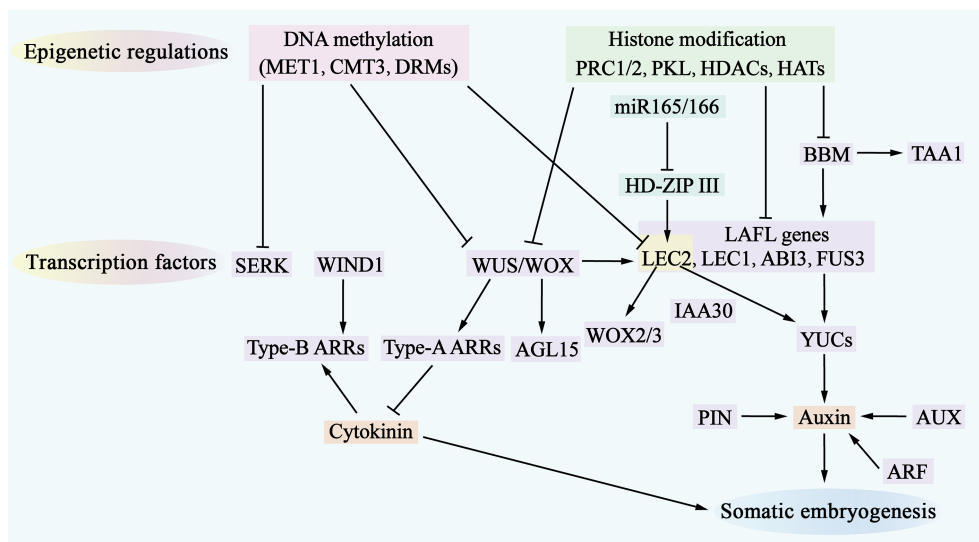 Epigenetic regulations
DNA methylation
(MET1, CMT3, DRMs)
Histone modification
PRC1/2, PKL, HDACs, HATs
miR165/166
BBM
TAA1
HD-ZIP III
Transcription factors
SERK
WIND1
WUS/WOX
LAFL genes
LEC2, LEC1, ABI3, FUS3
IAA30
WOX2/3
YUCs
Type-B ARRs
Type-A ARRs
AGL15
PIN
Auxin
AUX
Cytokinin
ARF
Somatic embryogenesis